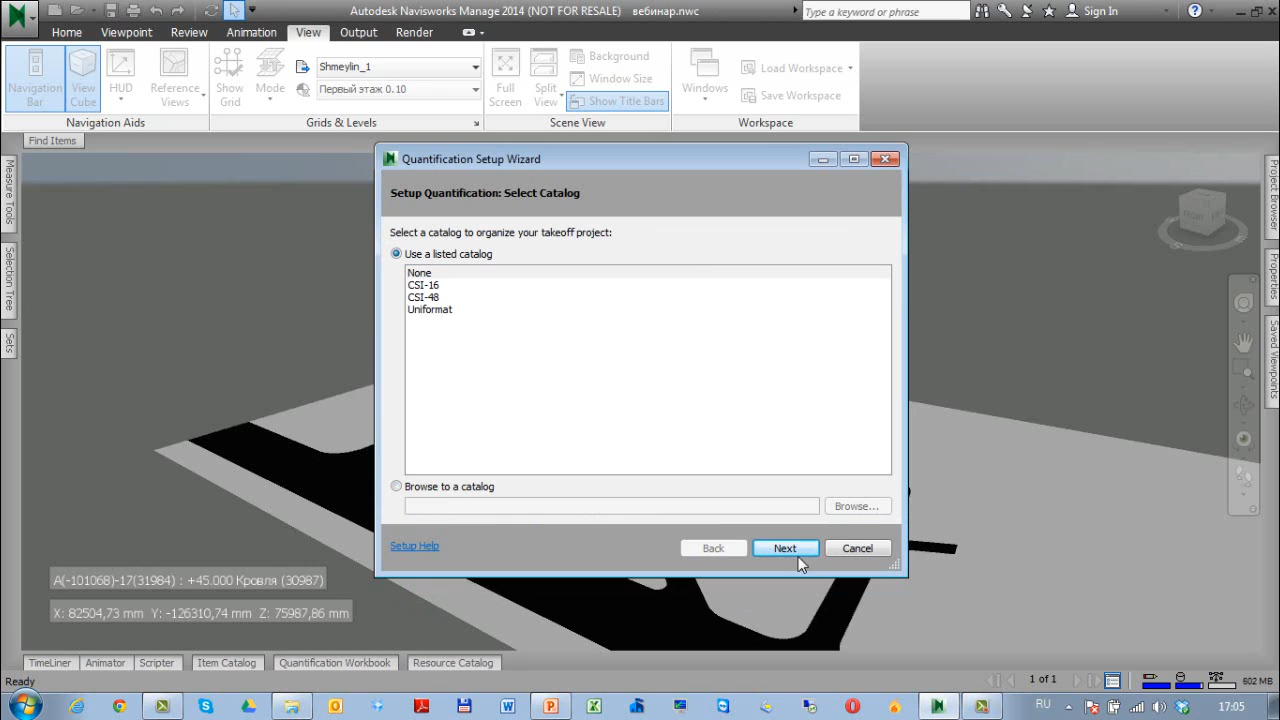 Autodesk Navisworks Manage 2014 (NOT FOR RESALE) вебинар.nwc
Type a keyword or phrase
Sign In
Home Viewpoint Review Animation View Output Render
Navigation Bar
View Cube
HUD
Reference Views
Navigation Aids
Show Grid
Mode
Shmeylin_1
Первый этаж 0.10
Grids & Levels
Full Screen
Split View
Background
Window Size
Show Title Bars
Scene View
Windows
Load Workspace
Save Workspace
Workspace
Find Items
Measure Tools
Selection Tree
Sets
Project Browser
Properties
Saved Viewpoints
FRONT
Quantification Setup Wizard
Setup Quantification: Select Catalog
Select a catalog to organize your takeoff project:
Use a listed catalog
None
CSI-16
CSI-48
Uniformat
Browse to a catalog
Browse...
Setup Help
Back
Next
Cancel
A(-101068)-17(31984) : +45.000 Кровля (30987)
X: 82504,73 mm Y: -126310,74 mm Z: 75987,86 mm
TimeLiner Animator Scripter Item Catalog Quantification Workbook Resource Catalog
Ready
1 of 1
602 MB
RU
17:05